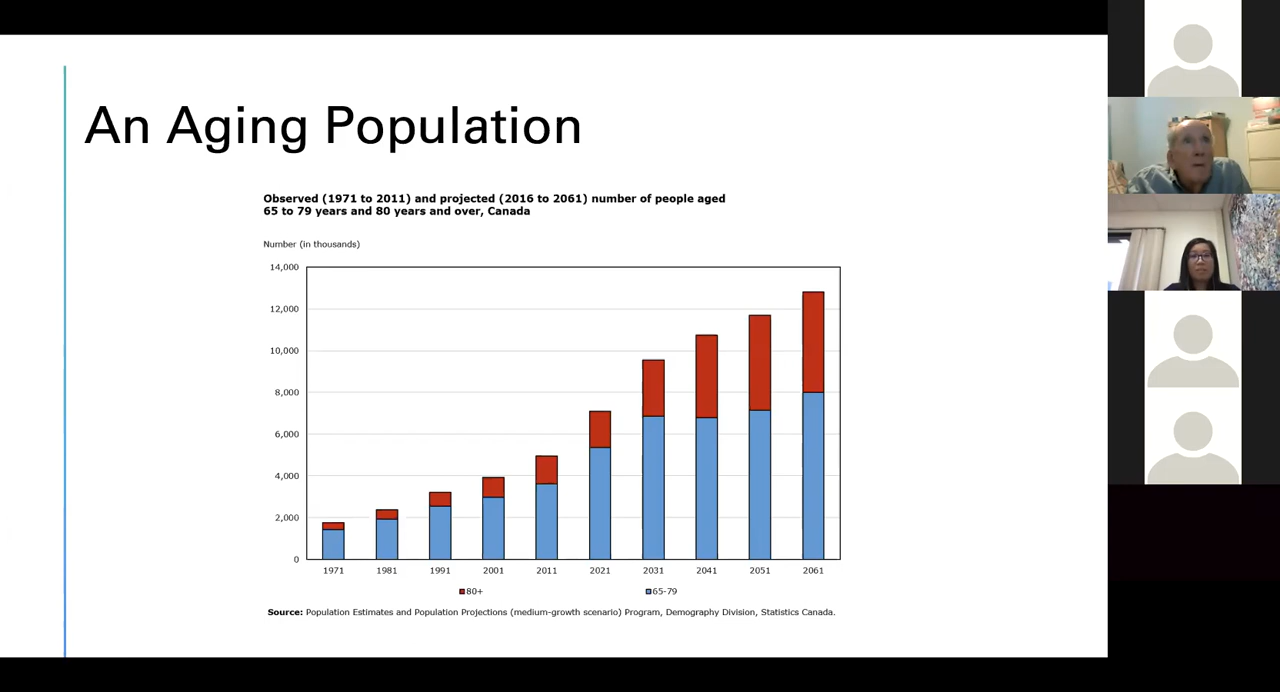 An Aging Population
Observed (1971 to 2011) and projected (2016 to 2061) number of people aged
65 to 79 years and 80 years and over, Canada
Number (in thousands)
14,000
12,000
10,000
8,000
6,000
4,000
2,000
0
1971 1981 1991 2001 2011 2021 2031 2041 2051 2061
80+ 65-79
Source: Population Estimates and Population Projections (medium-growth scenario) Program, Demography Division, Statistics Canada.